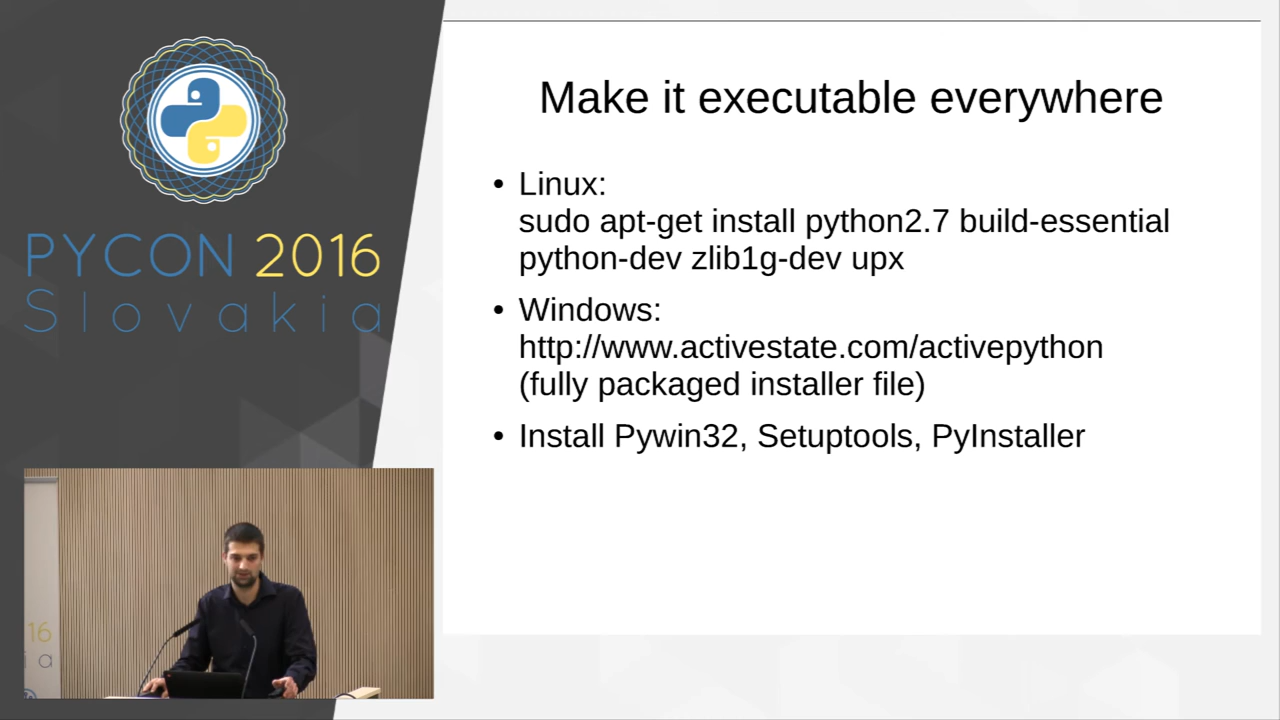 PYCON 2016
Slovakia
Make it executable everywhere
• Linux:
sudo apt-get install python2.7 build-essential
python-dev zlib1g-dev upx
• Windows:
http://www.activestate.com/activepython
(fully packaged installer file)
• Install Pywin32, Setuptools, PyInstaller
16
i a